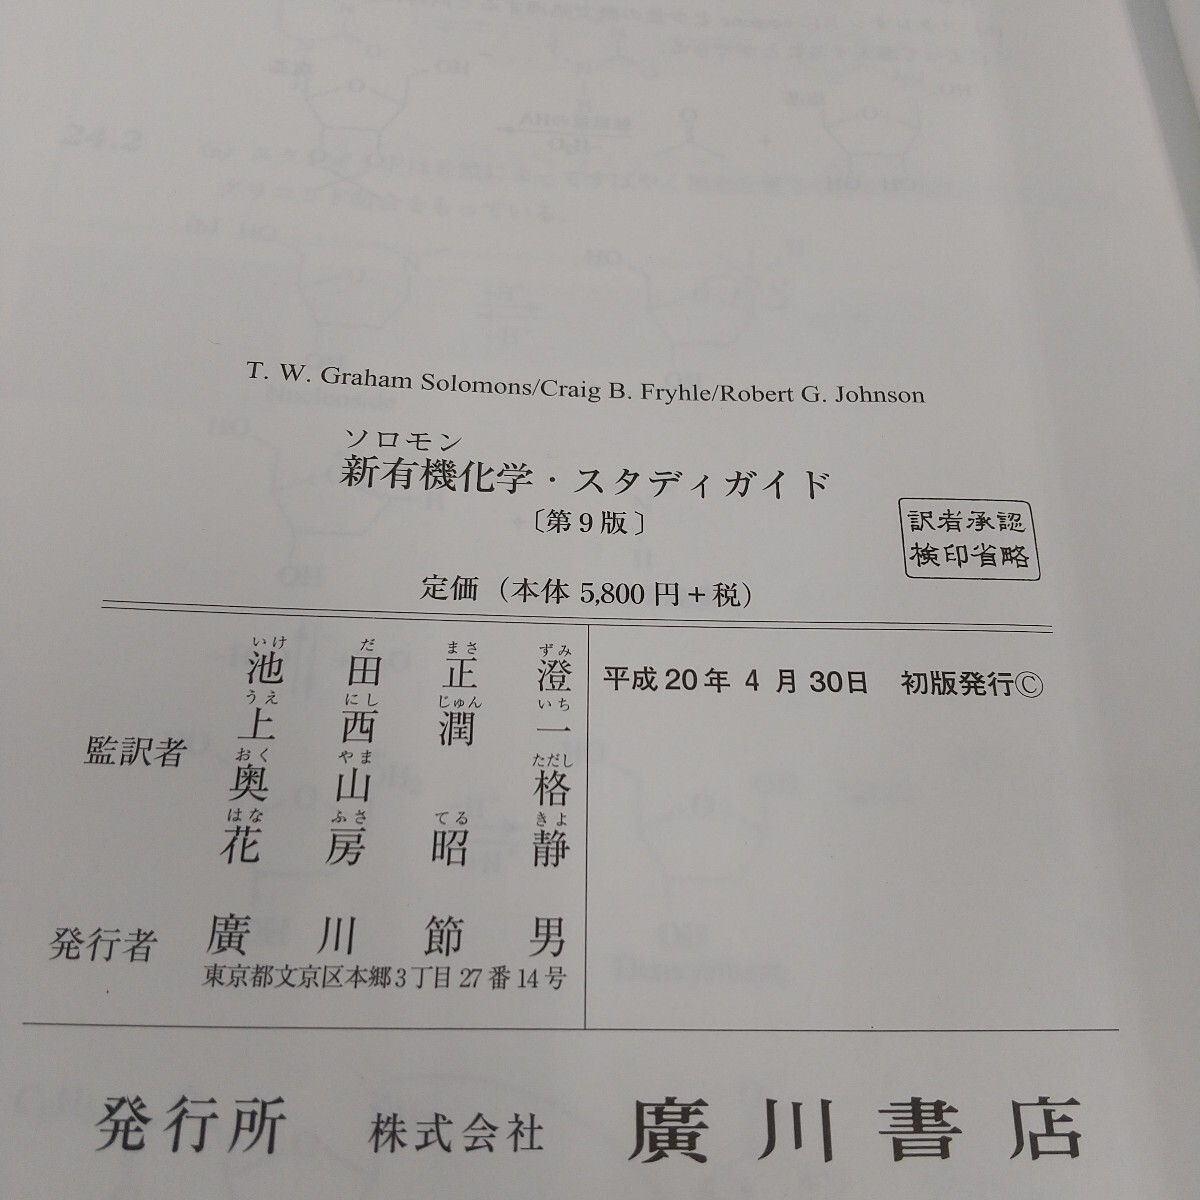 T. W. Graham Solomons/Craig B. Fryhle/Robert G. Johnson
ソロモン
新有機化学・スタディガイド
〔第9版〕
訳者承認
検印省略
定価（本体 5,800 円＋税）
平成20年 4 月 30日　初版発行Ⓒ
監訳者
いけ だ まさ ずみ
池 田 正 澄
うえ にし じゅん いち
上 西 潤 一
おく やま ただし
奥 山 格
はな ふさ てる きよ
花 房 昭 静
発行者 廣 川 節 男
東京都文京区本郷3丁目27番14号
発行所 株式会社 廣 川 書 店